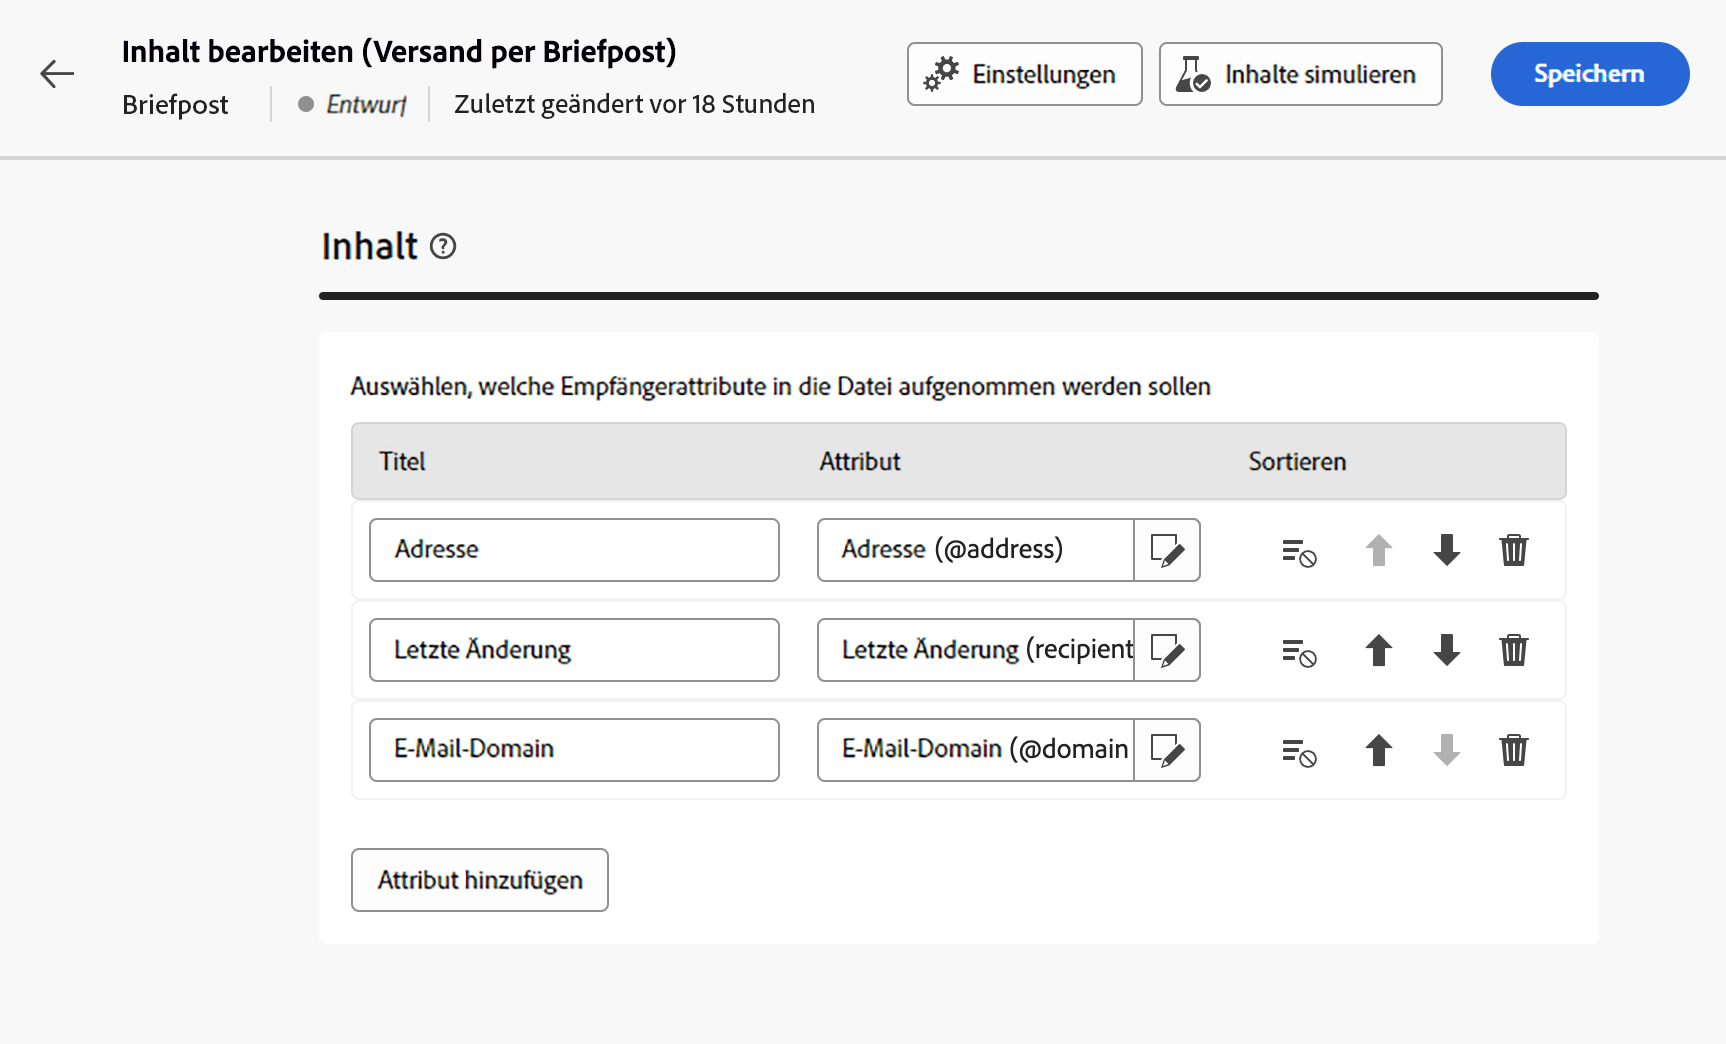 Inhalt bearbeiten (Versand per Briefpost)
Briefpost
Entwurf
Zuletzt geändert vor 18 Stunden
Einstellungen
Inhalte simulieren
Speichern
Inhalt
Auswählen, welche Empfängerattribute in die Datei aufgenommen werden sollen
Titel Attribut Sortieren
Adresse Adresse (@address)
Letzte Änderung Letzte Änderung (recipient
E-Mail-Domain E-Mail-Domain (@domain
Attribut hinzufügen